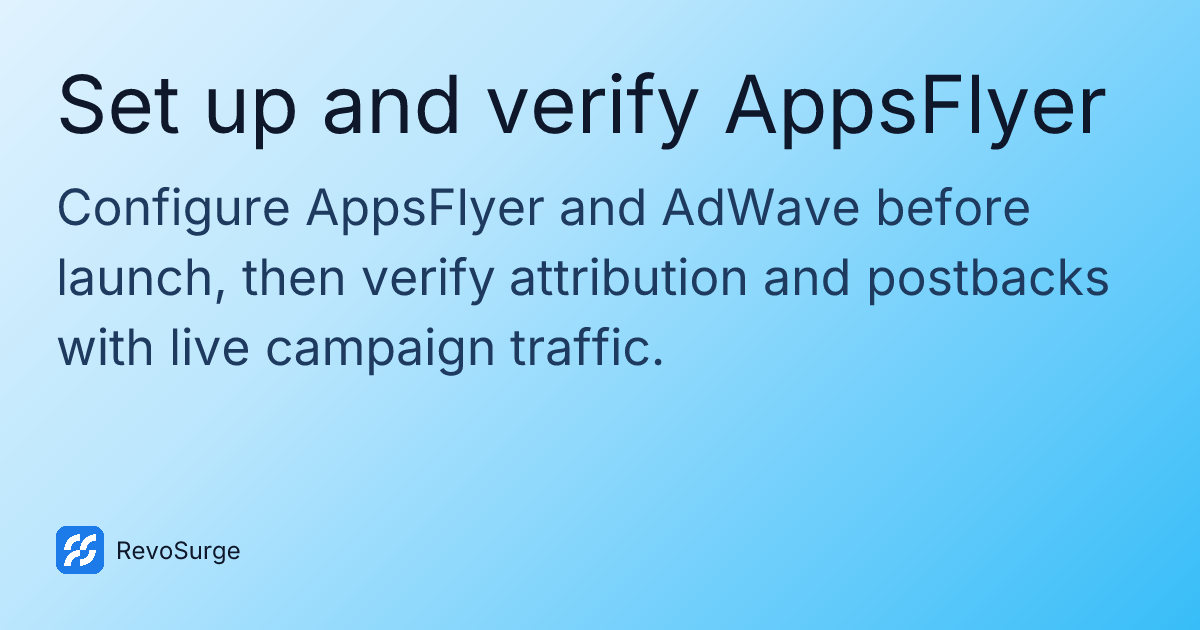 Set up and verify AppsFlyer
Configure AppsFlyer and AdWave before
launch, then verify attribution and postbacks
with live campaign traffic.
RevoSurge